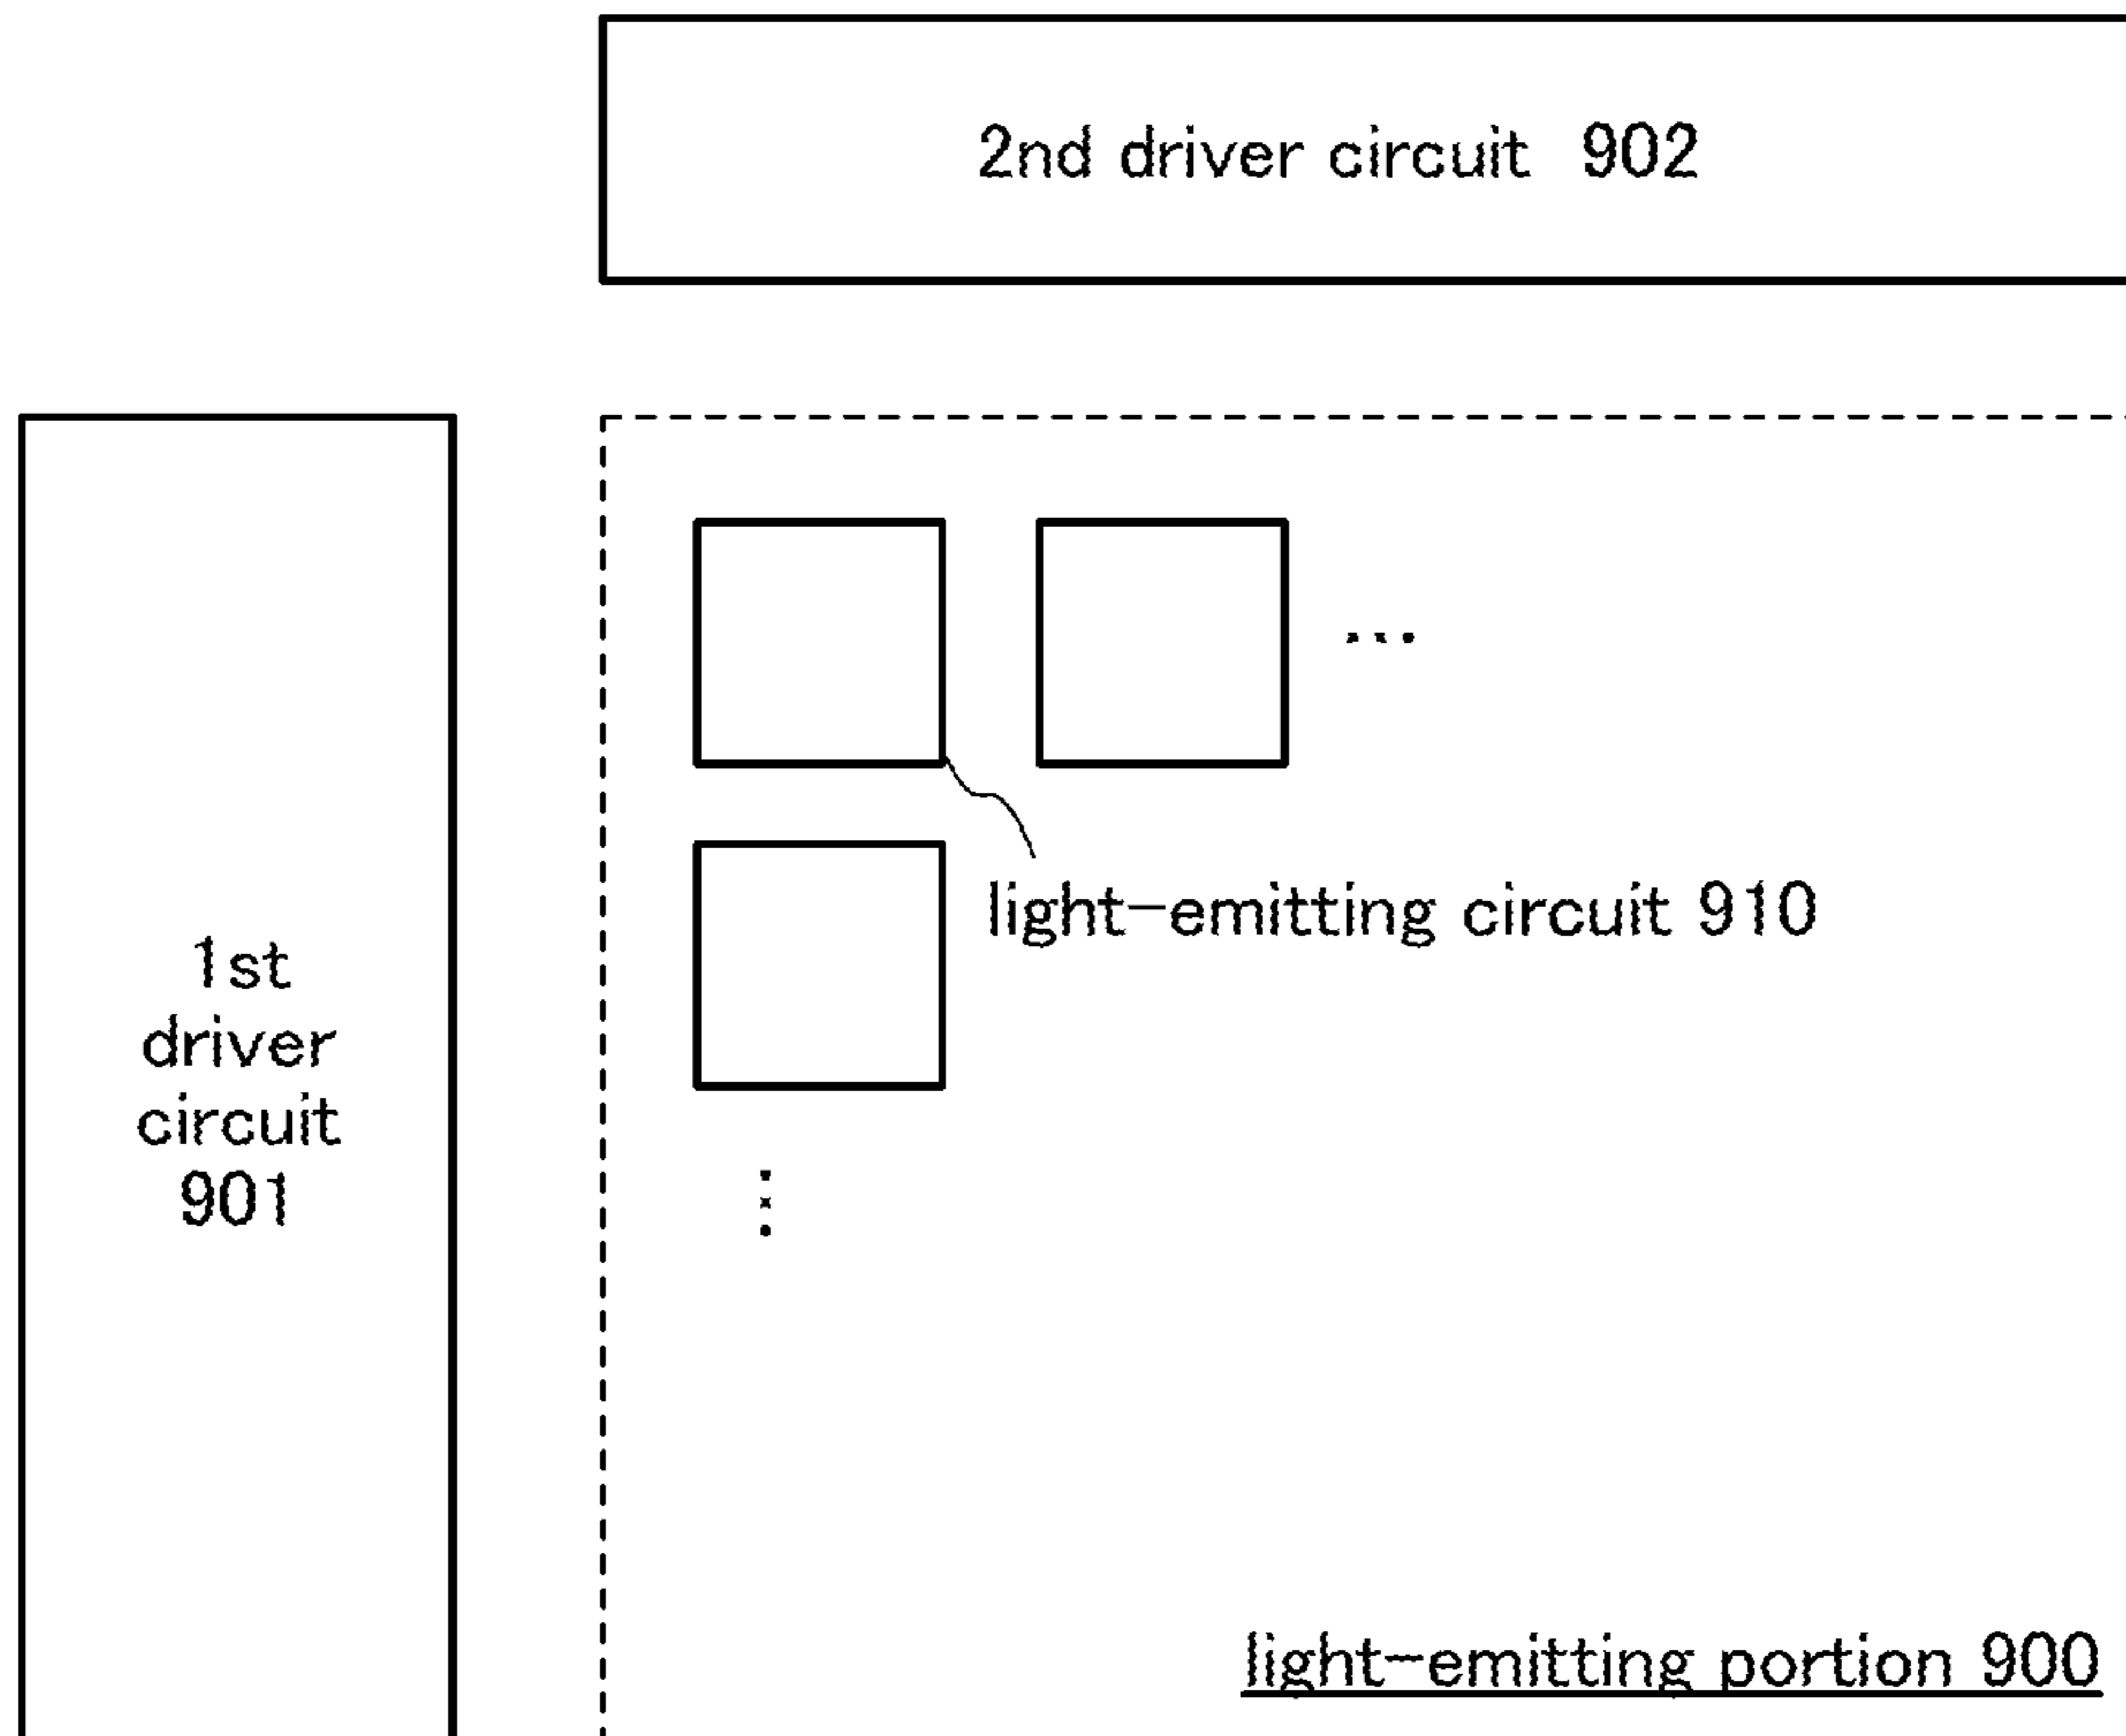 2nd driver circuit 902
...
light-emitting circuit 910
1st
driver
circuit
901
light-emitting portion 900